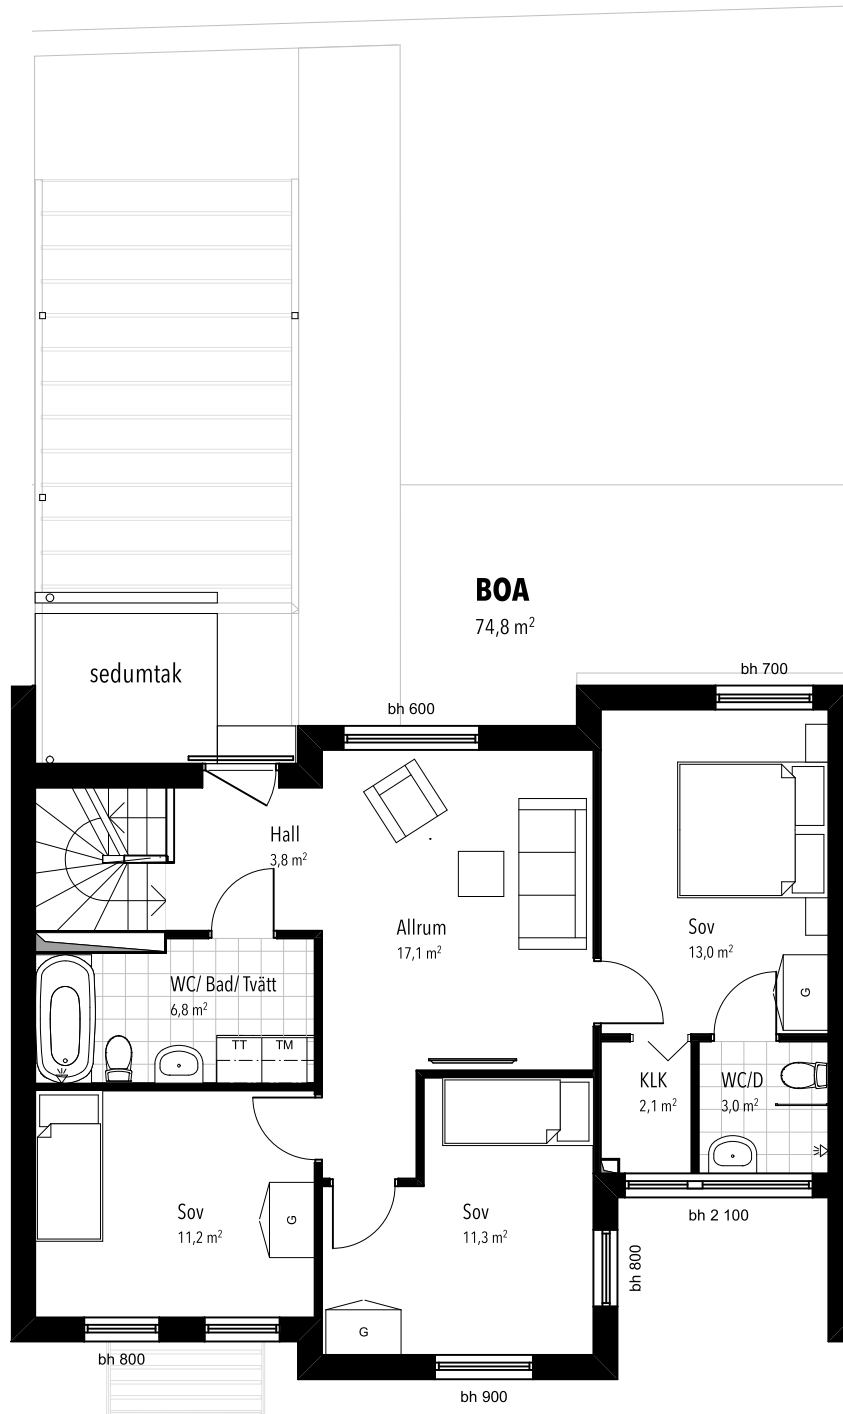 BOA
74,8 m²
sedumtak
bh 700
bh 600
Hall
3,8 m²
Allrum
17,1 m²
Sov
13,0 m²
G
WC/ Bad/ Tvätt
6,8 m²
TT
TM
KLK
2,1 m²
WC/D
3,0 m²
Sov
11,2 m²
G
Sov
11,3 m²
G
bh 2 100
bh 800
bh 800
bh 900